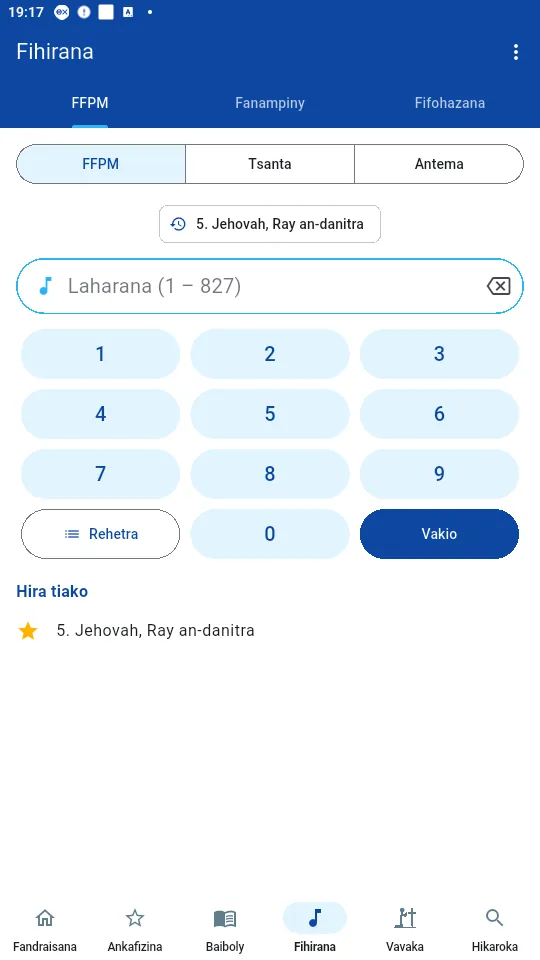 19:17
Fihirana
FFPM
Fanampiny
Fifohazana
FFPM
Tsanta
Antema
5. Jehovah, Ray an-danitra
Laharana (1 – 827)
1
2
3
4
5
6
7
8
9
Rehetra
0
Vakio
Hira tiako
5. Jehovah, Ray an-danitra
Fandraisana
Ankafizina
Baiboly
Fihirana
Vavaka
Hikaroka